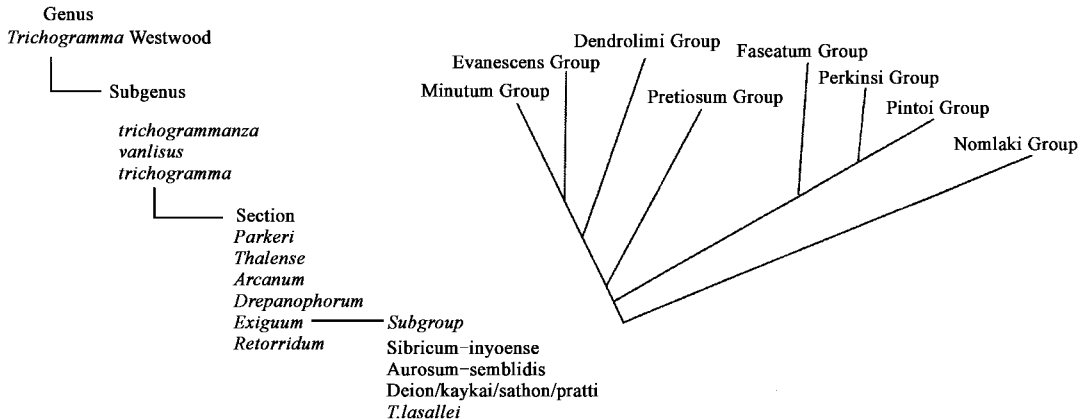 Genus
Trichogramma Westwood
Subgenus
trichogrammanza
vanlisus
trichogramma
Section
Parkeri
Thalense
Arcanum
Drepanophorum
Exiguum
Retorridum
Subgroup
Sibricum-inyoense
Aurosum-semblidis
Deion/kaykai/sathon/pratti
T.lasallei
Minutum Group
Evanescens Group
Dendrolimi Group
Pretiosum Group
Faseatum Group
Perkinsi Group
Pintoi Group
Nomlaki Group